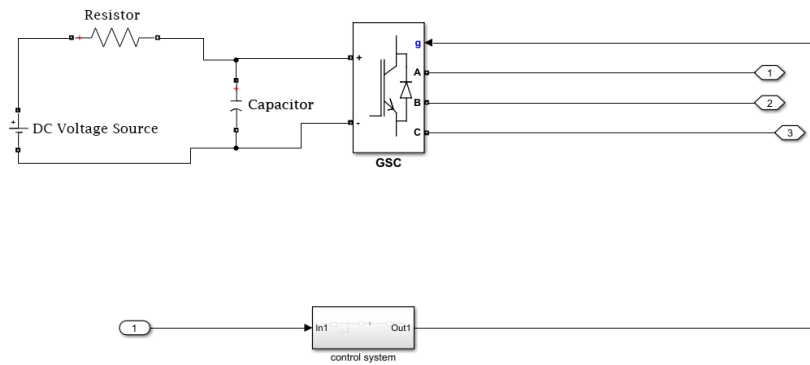 Resistor
+
g
+
A
1
+
Capacitor
B
2
+
DC Voltage Source
-
C
3
GSC
1
In1
Out1
control system